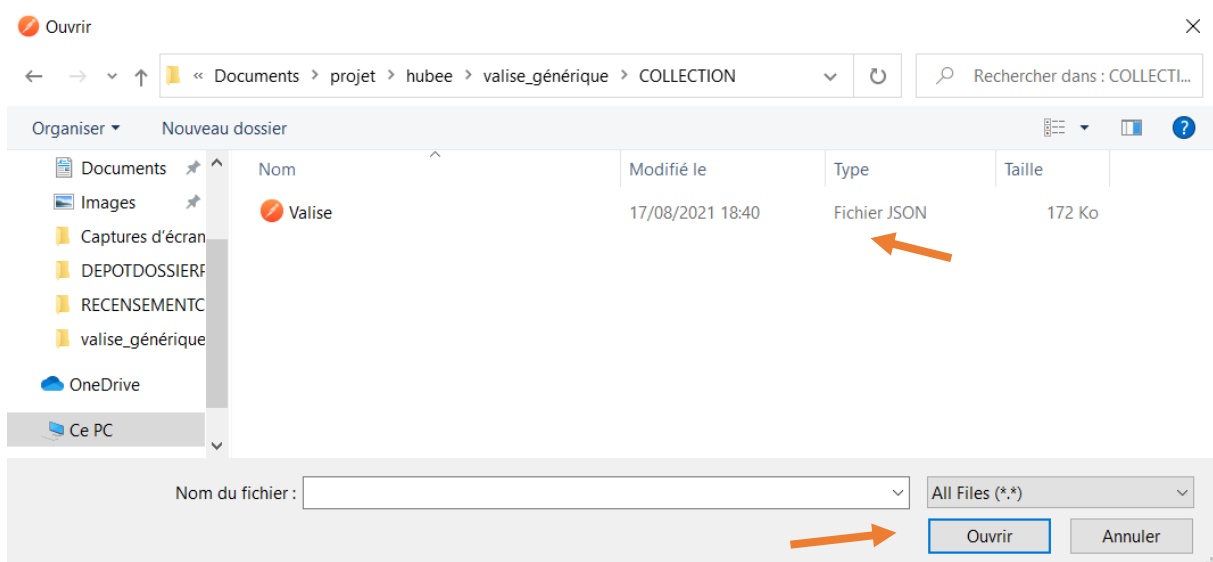 Ouvrir
« Documents > projet > hubee > valise_générique > COLLECTION
Rechercher dans : COLLECTI...
Organiser
Nouveau dossier
Documents
Images
Captures d'écran
DEPOTDOSSIERF
RECENSEMENTC
valise_générique
OneDrive
Ce PC
Nom Modifié le Type Taille
Valise 17/08/2021 18:40 Fichier JSON 172 Ko
Nom du fichier :
All Files (*.*)
Ouvrir Annuler